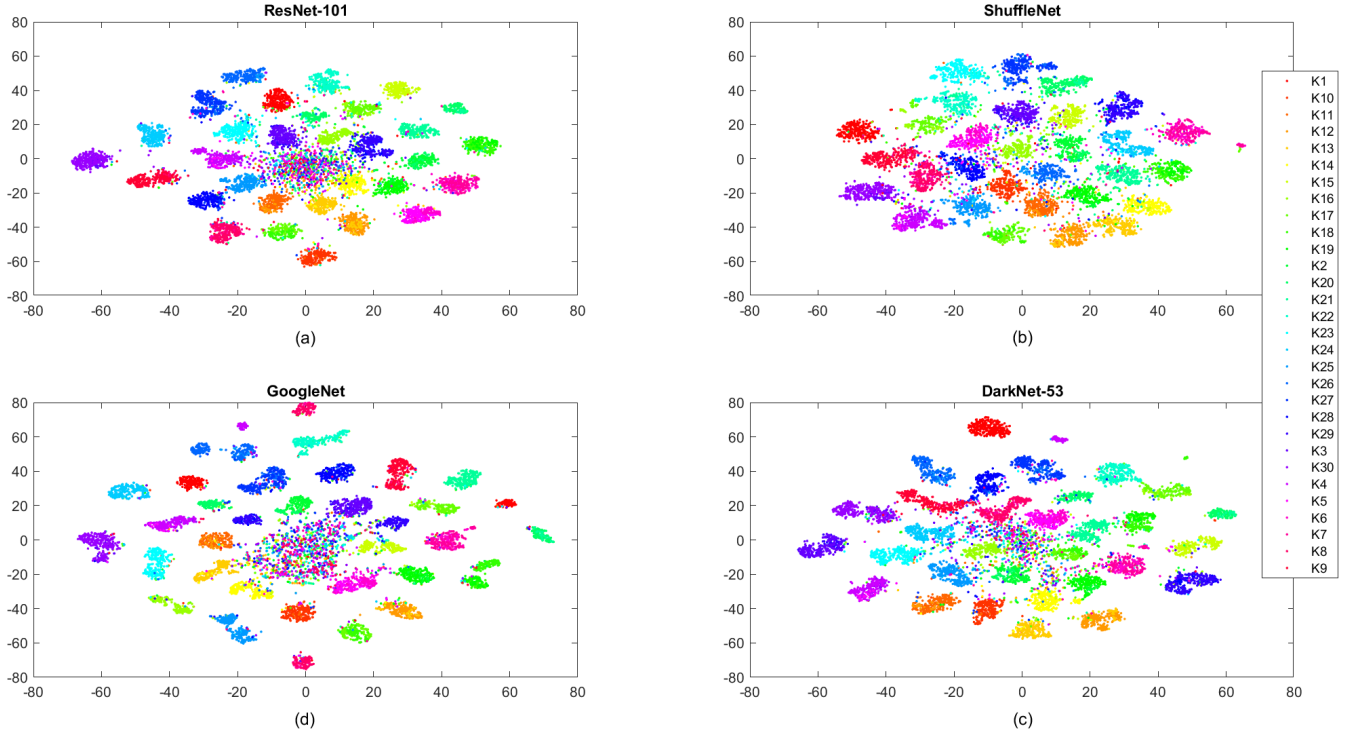 ResNet-101
80
60
40
20
0
-20
-40
-60
-80
-80 -60 -40 -20 0 20 40 60 80
(a)
ShuffleNet
80
60
40
20
0
-20
-40
-60
-80
-80 -60 -40 -20 0 20 40 60 80
(b)
K1
K10
K11
K12
K13
K14
K15
K16
K17
K18
K19
K2
K20
K21
K22
K23
K24
K25
K26
K27
K28
K29
K3
K30
K4
K5
K6
K7
K8
K9
GoogleNet
80
60
40
20
0
-20
-40
-60
-80
-80 -60 -40 -20 0 20 40 60 80
(d)
DarkNet-53
80
60
40
20
0
-20
-40
-60
-80
-80 -60 -40 -20 0 20 40 60 80
(c)